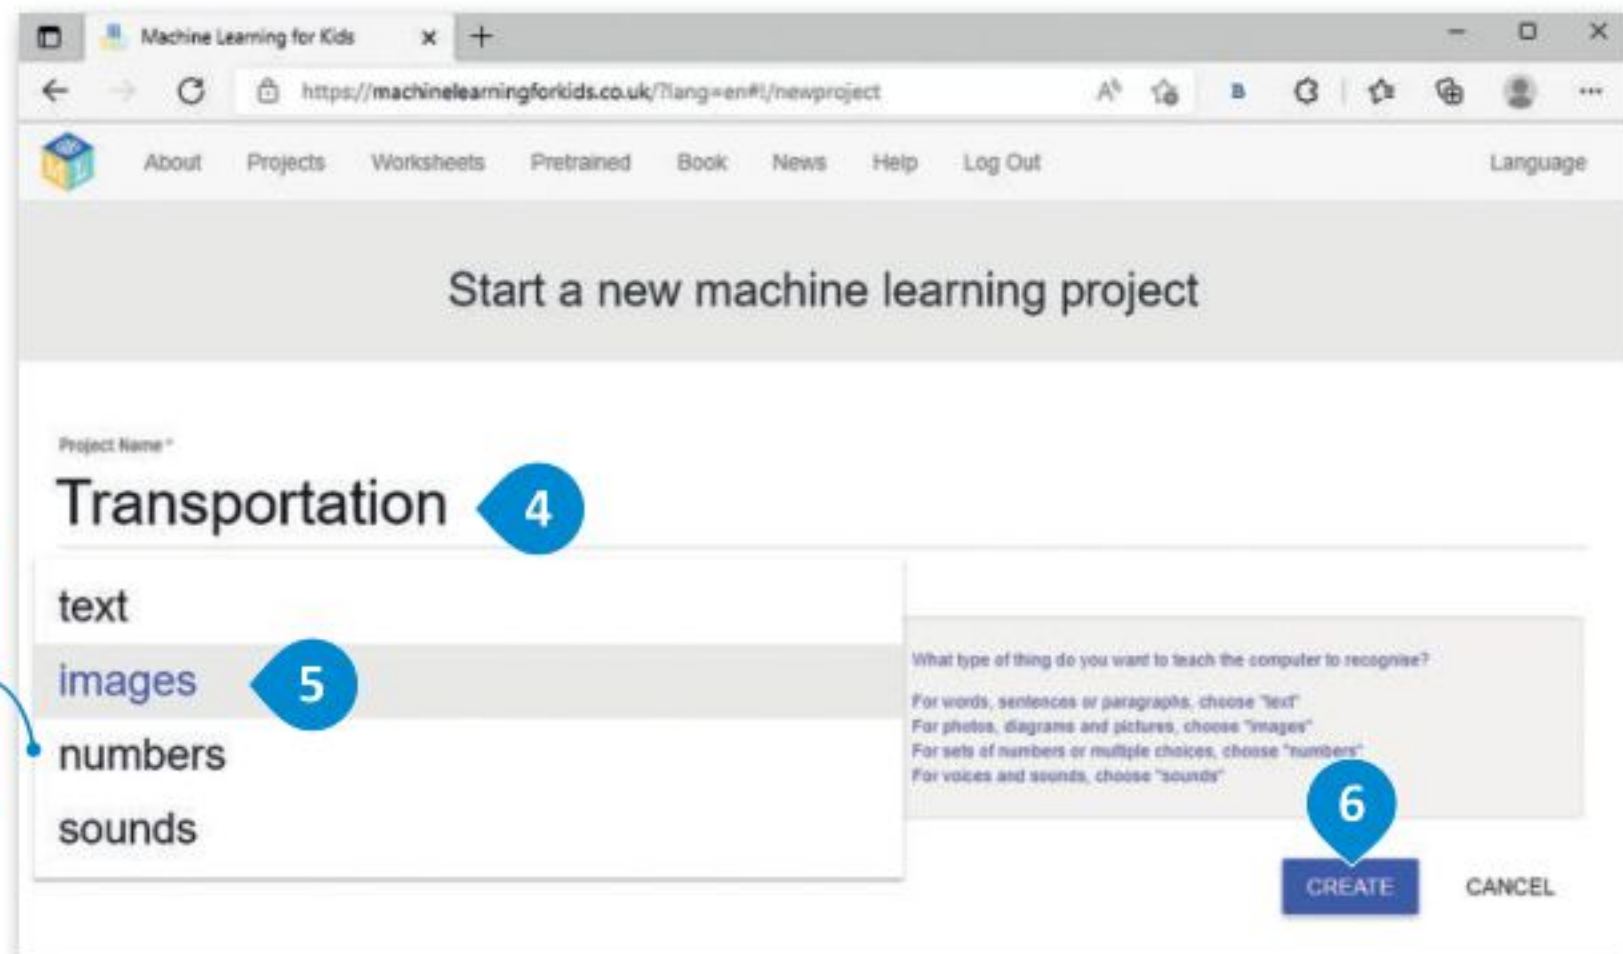 Machine Learning for Kids
https://machinelearningforkids.co.uk/?lang=en#!/newproject
About Projects Worksheets Pretrained Book News Help Log Out Language
Start a new machine learning project
Project Name *
Transportation 4
text
images 5
numbers
sounds
What type of thing do you want to teach the computer to recognise?
For words, sentences or paragraphs, choose "text"
For photos, diagrams and pictures, choose "images"
For sets of numbers or multiple choices, choose "numbers"
For voices and sounds, choose "sounds"
6
CREATE CANCEL